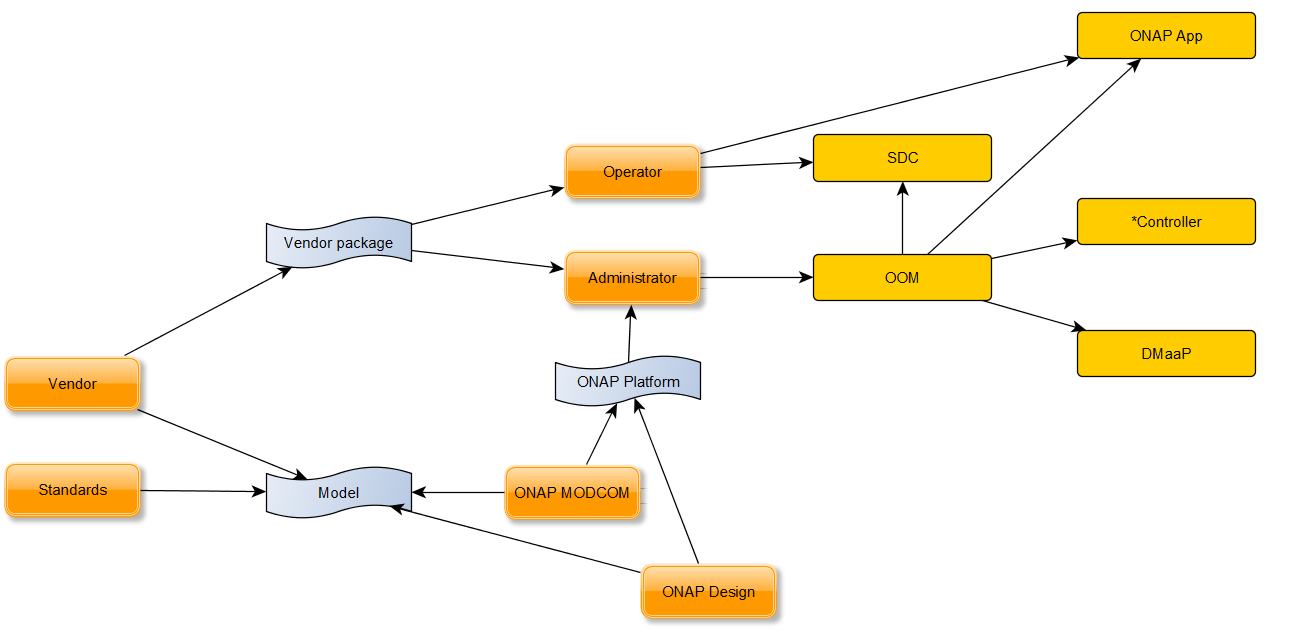 ONAP App
SDC
Operator
*Controller
Vendor package
Administrator
OOM
DMaaP
Vendor
ONAP Platform
Standards
Model
ONAP MODCOM
ONAP Design